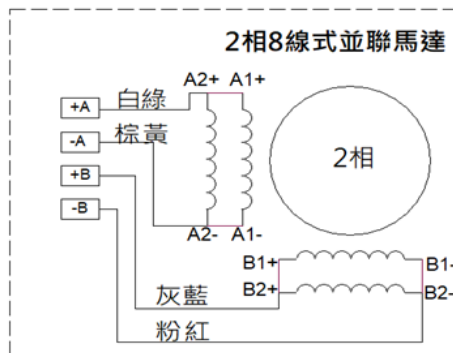 2相8線式並聯馬達
A2+ A1+
+A 白綠
-A 棕黃
+B
-B
2相
A2- A1-
B1+ B1-
B2+ B2-
灰藍
粉紅